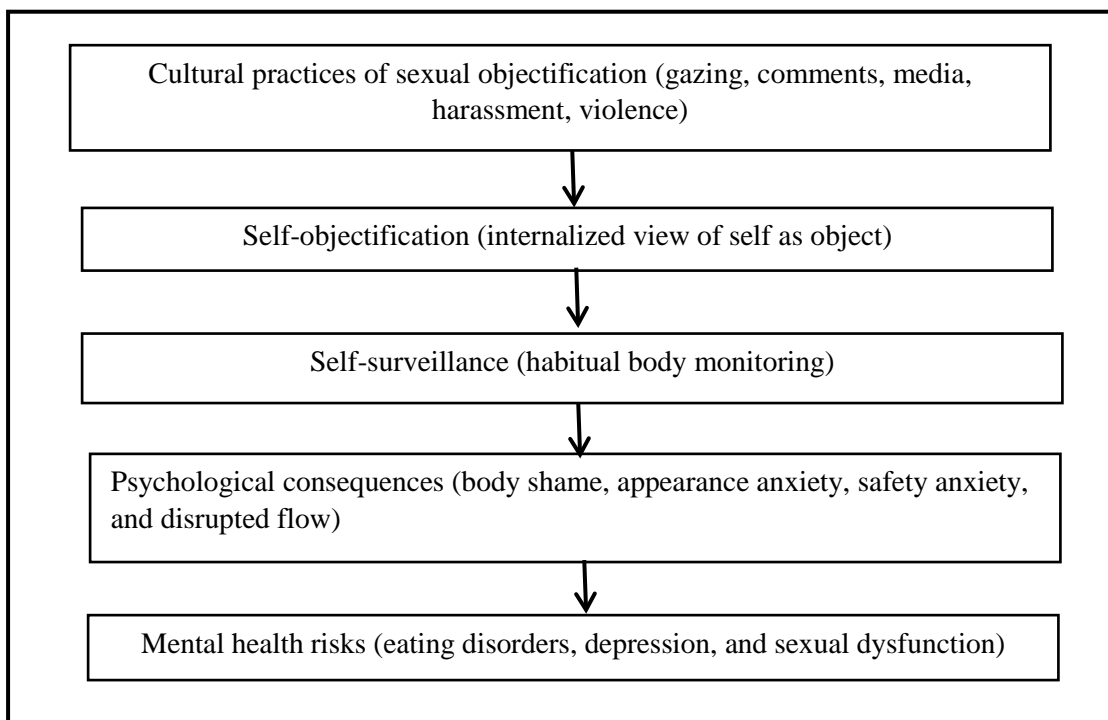 Cultural practices of sexual objectification (gazing, comments, media,
harassment, violence)
Self-objectification (internalized view of self as object)
Self-surveillance (habitual body monitoring)
Psychological consequences (body shame, appearance anxiety, safety anxiety,
and disrupted flow)
Mental health risks (eating disorders, depression, and sexual dysfunction)